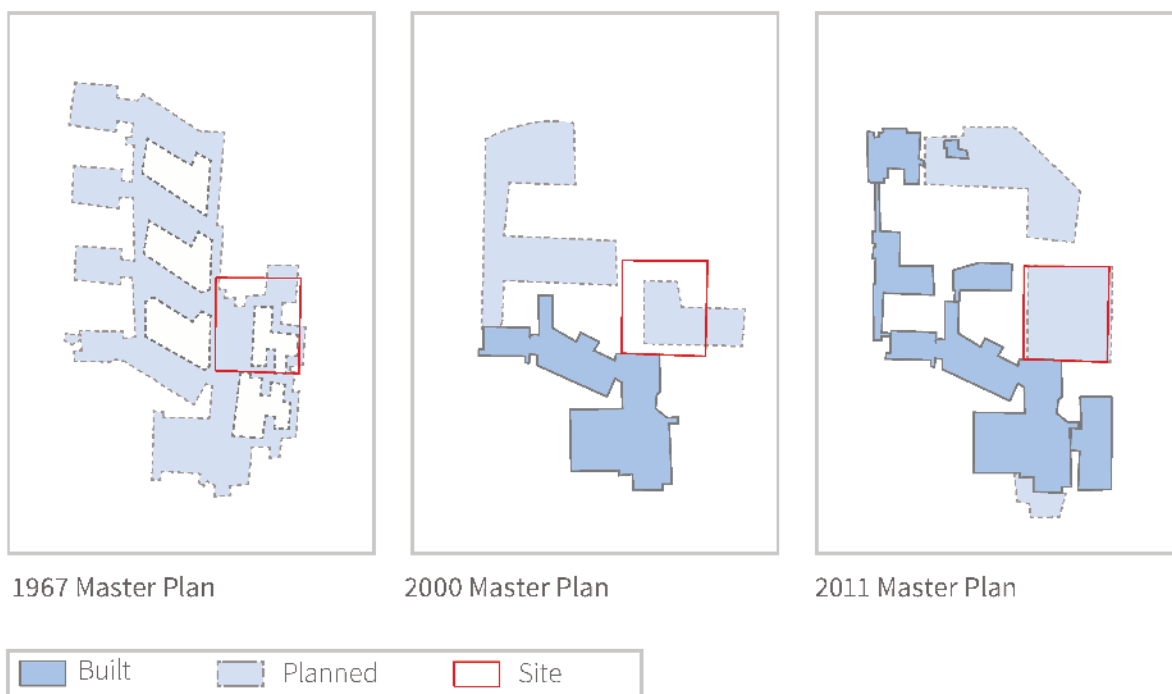 1967 Master Plan
2000 Master Plan
2011 Master Plan
Built
Planned
Site